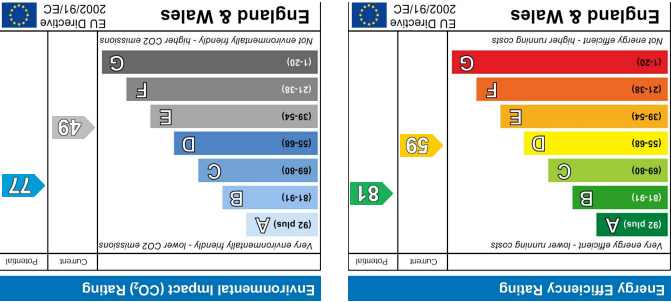 Energy Efficiency Rating
Current Potential
Very energy efficient - lower running costs
(92 plus) A
(81-91) B
(69-80) C
(55-68) D
(39-54) E
(21-38) F
(1-20) G
Not energy efficient - higher running costs
59
81
England & Wales
EU Directive
2002/91/EC
Environmental Impact (CO₂) Rating
Current Potential
Very environmentally friendly - lower CO2 emissions
(92 plus) A
(81-91) B
(69-80) C
(55-68) D
(39-54) E
(21-38) F
(1-20) G
Not environmentally friendly - higher CO2 emissions
49
77
England & Wales
EU Directive
2002/91/EC